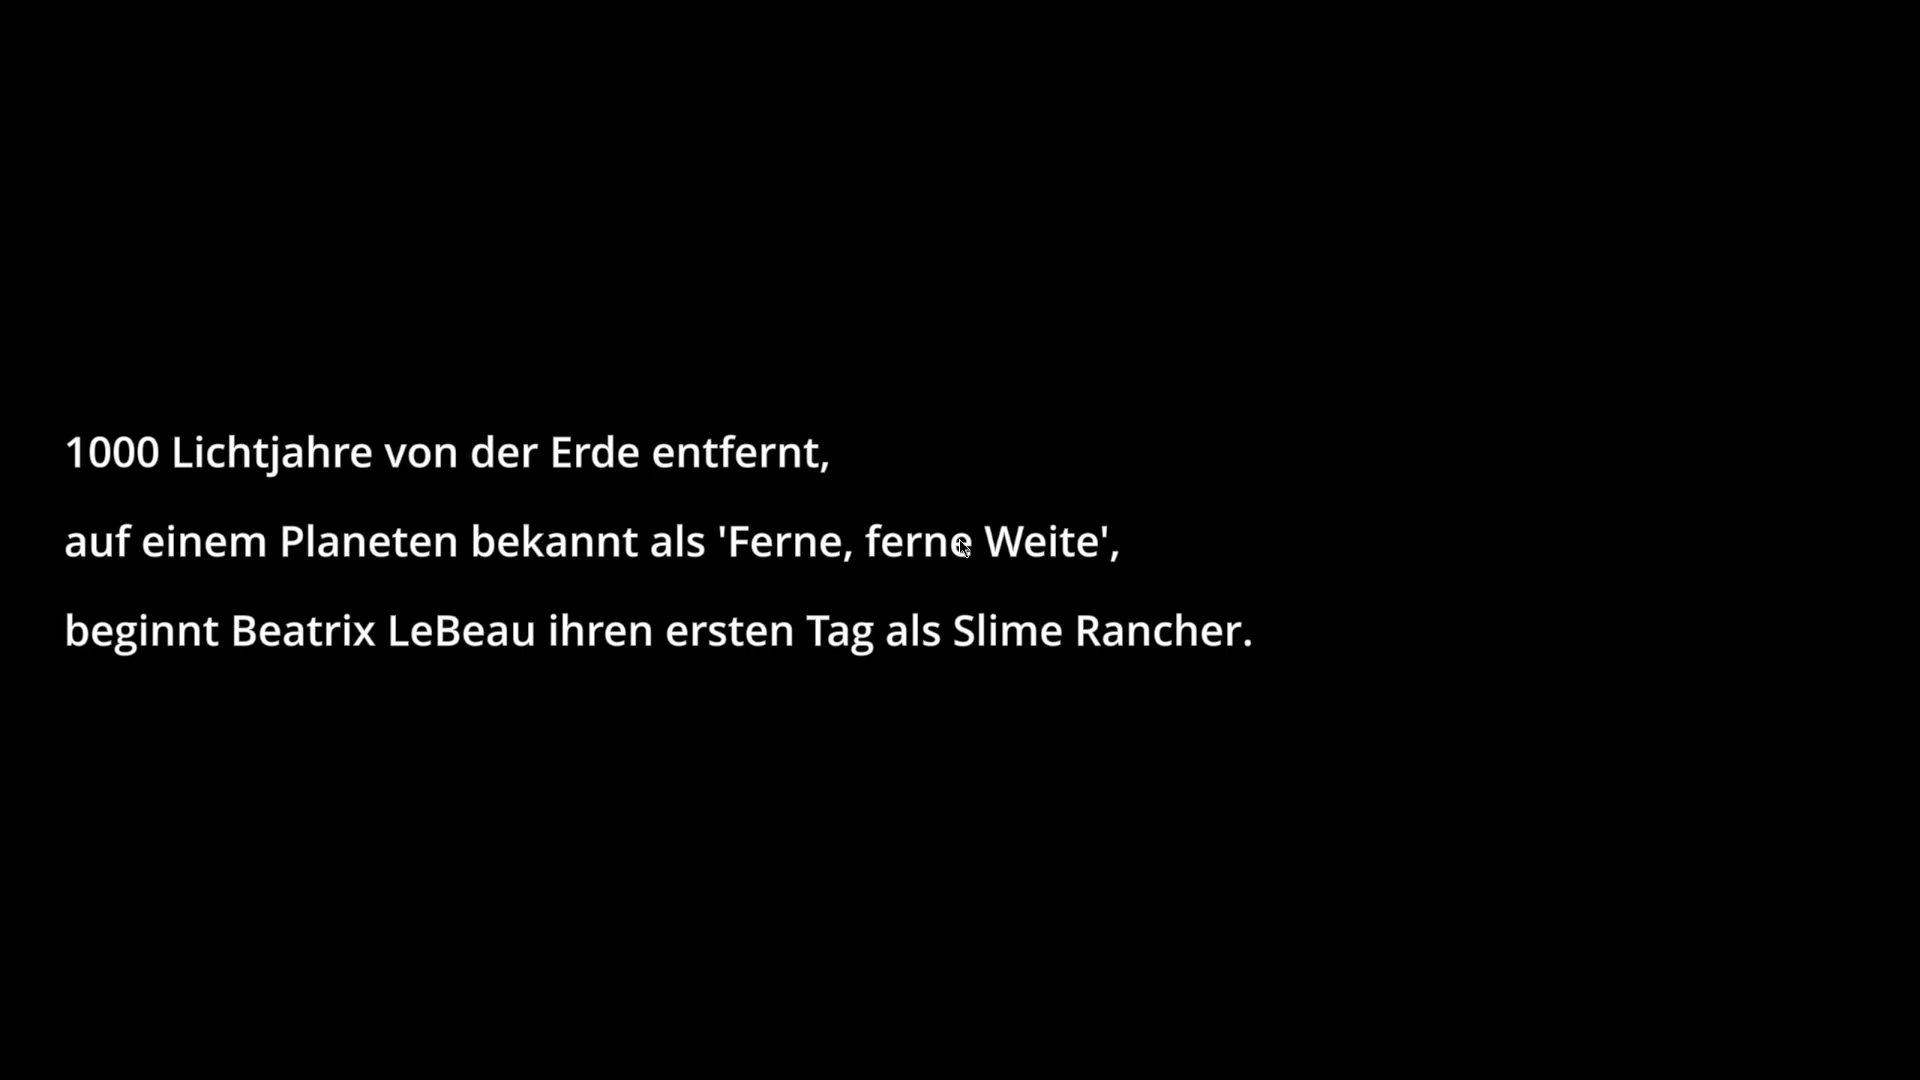 1000 Lichtjahre von der Erde entfernt,
auf einem Planeten bekannt als 'Ferne, ferne Weite',
beginnt Beatrix LeBeau ihren ersten Tag als Slime Rancher.